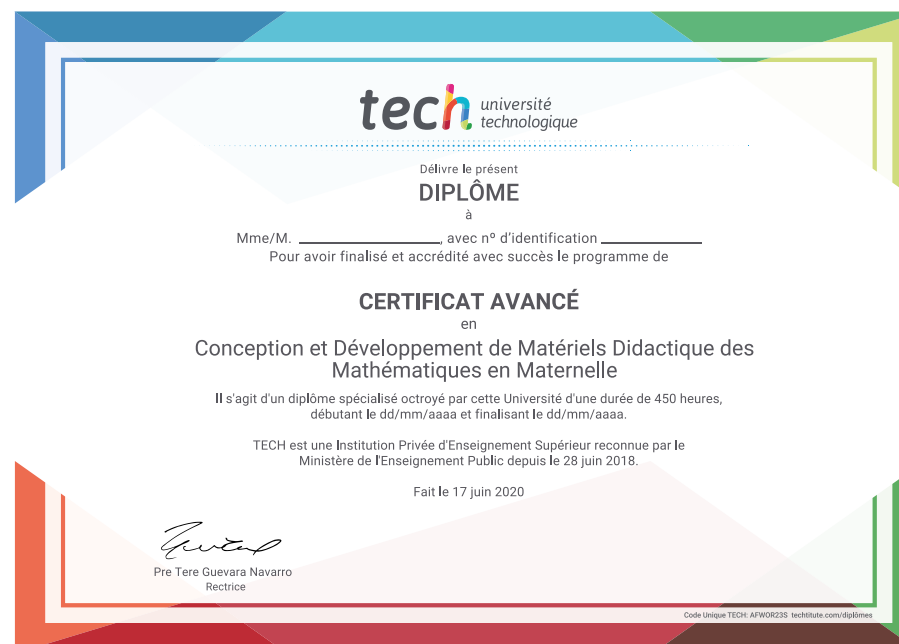 tech université
technologique
Délivre le présent
DIPLÔME
à
Mme/M. ____________, avec nº d'identification ____________
Pour avoir finalisé et accrédité avec succès le programme de
CERTIFICAT AVANCÉ
en
Conception et Développement de Matériels Didactique des
Mathématiques en Maternelle
Il s'agit d'un diplôme spécialisé octroyé par cette Université d'une durée de 450 heures,
débutant le dd/mm/aaaa et finalisant le dd/mm/aaaa.
TECH est une Institution Privée d'Enseignement Supérieur reconnue par le
Ministère de l'Enseignement Public depuis le 28 juin 2018.
Fait le 17 juin 2020
Pre Tere Guevara Navarro
Rectrice
Code Unique TECH: AFWOR23S techtitute.com/diplômes